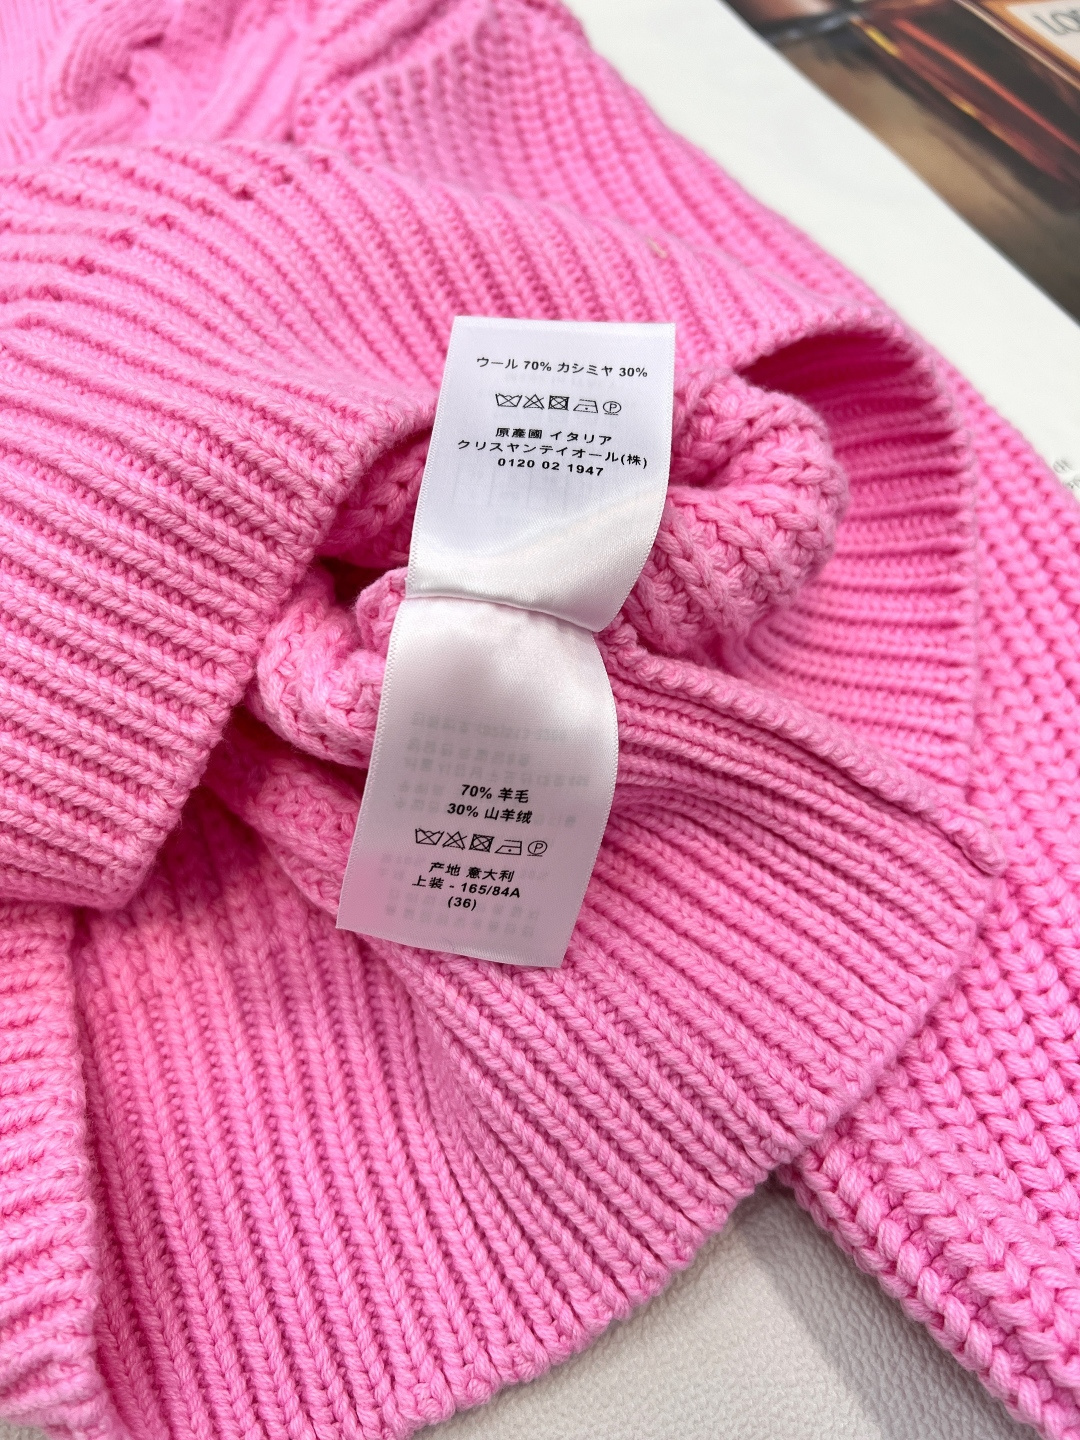 ウール 70% カシミヤ 30%
原産國 イタリア
クリスヤンテイオール(株)
0120 02 1947
70% 羊毛
30% 山羊绒
产地 意大利
上装 - 165/84A
(36)